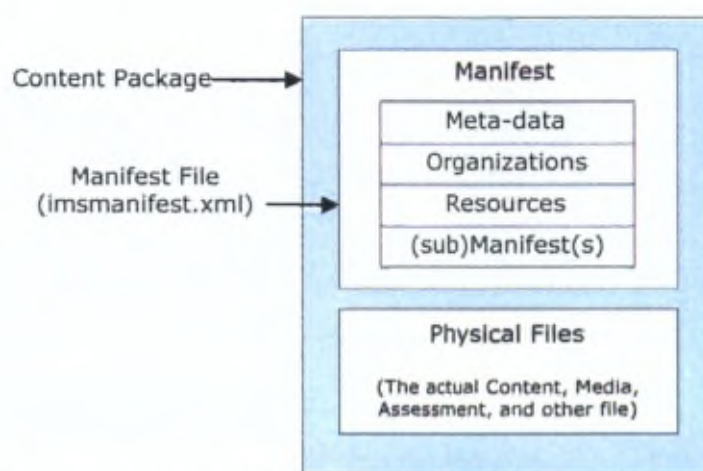 Content Package
Manifest File
(imsmanifest.xml)
Manifest
Meta-data
Organizations
Resources
(sub)Manifest(s)
Physical Files
(The actual Content, Media,
Assessment, and other file)